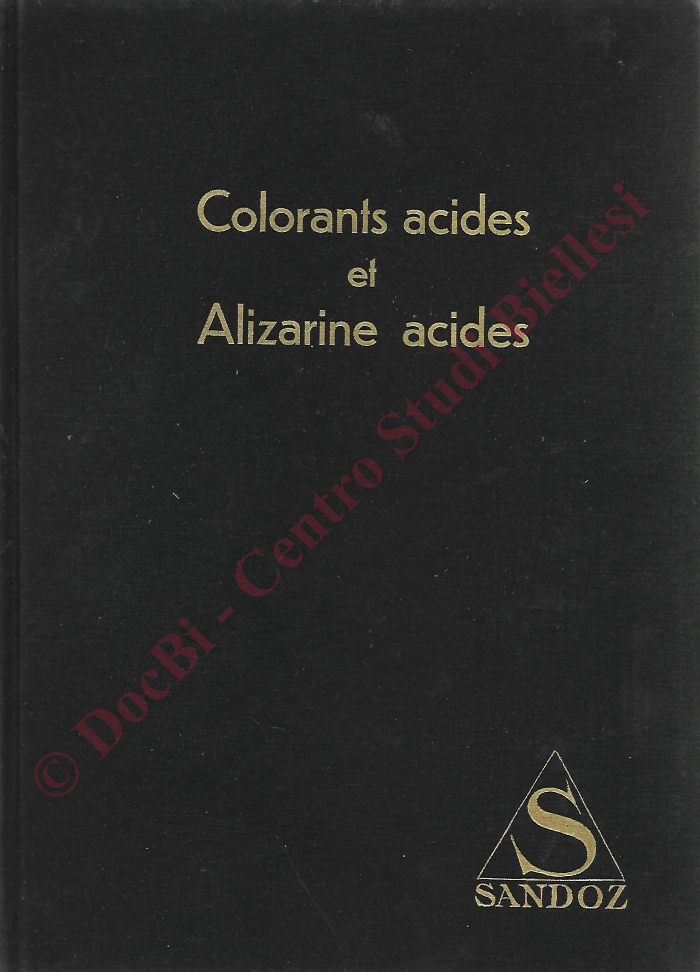 Colorants acides
et
Alizarine acides
© DocBi - Centro Studi Biellesi
S
SANDOZ